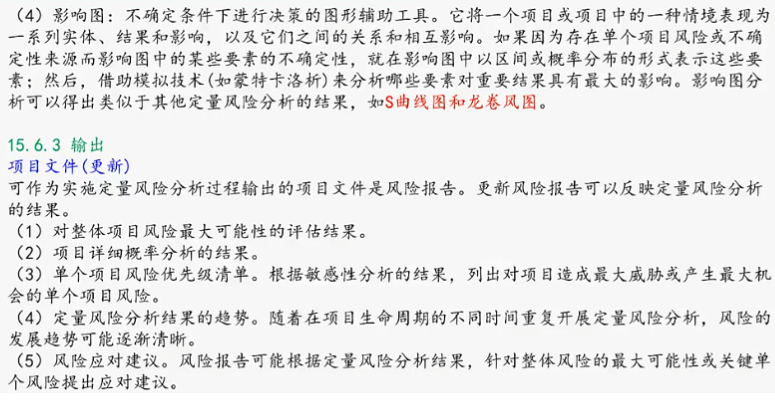 （4）影响图：不确定条件下进行决策的图形辅助工具。它将一个项目或项目中的一种情境表现为
一系列实体、结果和影响，以及它们之间的关系和相互影响。如果因为存在单个项目风险或不确
定性来源而影响图中的某些要素的不确定性，就在影响图中以区间或概率分布的形式表示这些要
素；然后，借助模拟技术(如蒙特卡洛析)来分析哪些要素对重要结果具有最大的影响。影响图分
析可以得出类似于其他定量风险分析的结果，如S曲线图和龙卷风图。
15.6.3 输出
项目文件(更新)
可作为实施定量风险分析过程输出的项目文件是风险报告。更新风险报告可以反映定量风险分析
的结果。
（1）对整体项目风险最大可能性的评估结果。
（2）项目详细概率分析的结果。
（3）单个项目风险优先级清单。根据敏感性分析的结果，列出对项目造成最大威胁或产生最大机
会的单个项目风险。
（4）定量风险分析结果的趋势。随着在项目生命周期的不同时间重复开展定量风险分析，风险的
发展趋势可能逐渐清晰。
（5）风险应对建议。风险报告可能根据定量风险分析结果，针对整体风险的最大可能性或关键单
个风险提出应对建议。